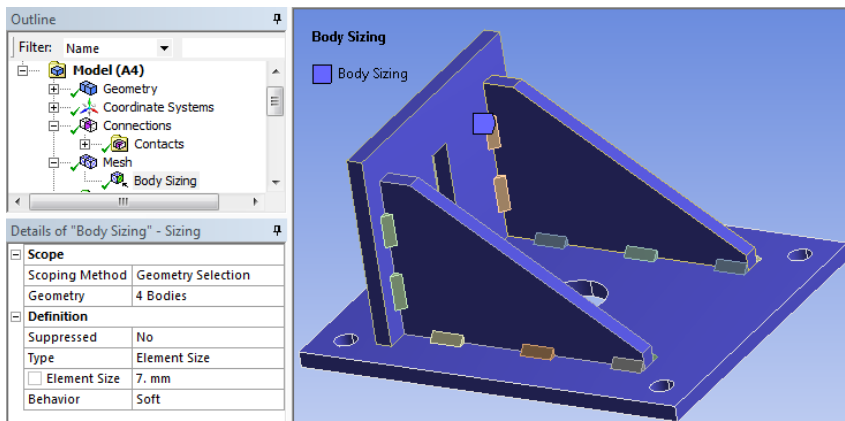 Outline
Filter: Name
Model (A4)
Geometry
Coordinate Systems
Connections
Contacts
Mesh
Body Sizing
Details of "Body Sizing" - Sizing
Scope
Scoping Method Geometry Selection
Geometry 4 Bodies
Definition
Suppressed No
Type Element Size
Element Size 7. mm
Behavior Soft
Body Sizing
Body Sizing